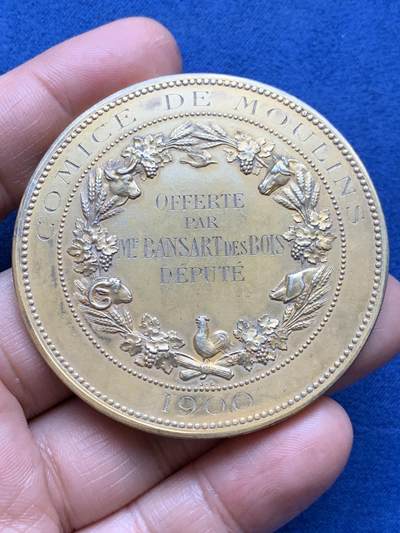 COMICE DE MOULINS
OFFERTE
PAR
Mr BANSART DES BOIS
DÉPUTÉ
1900